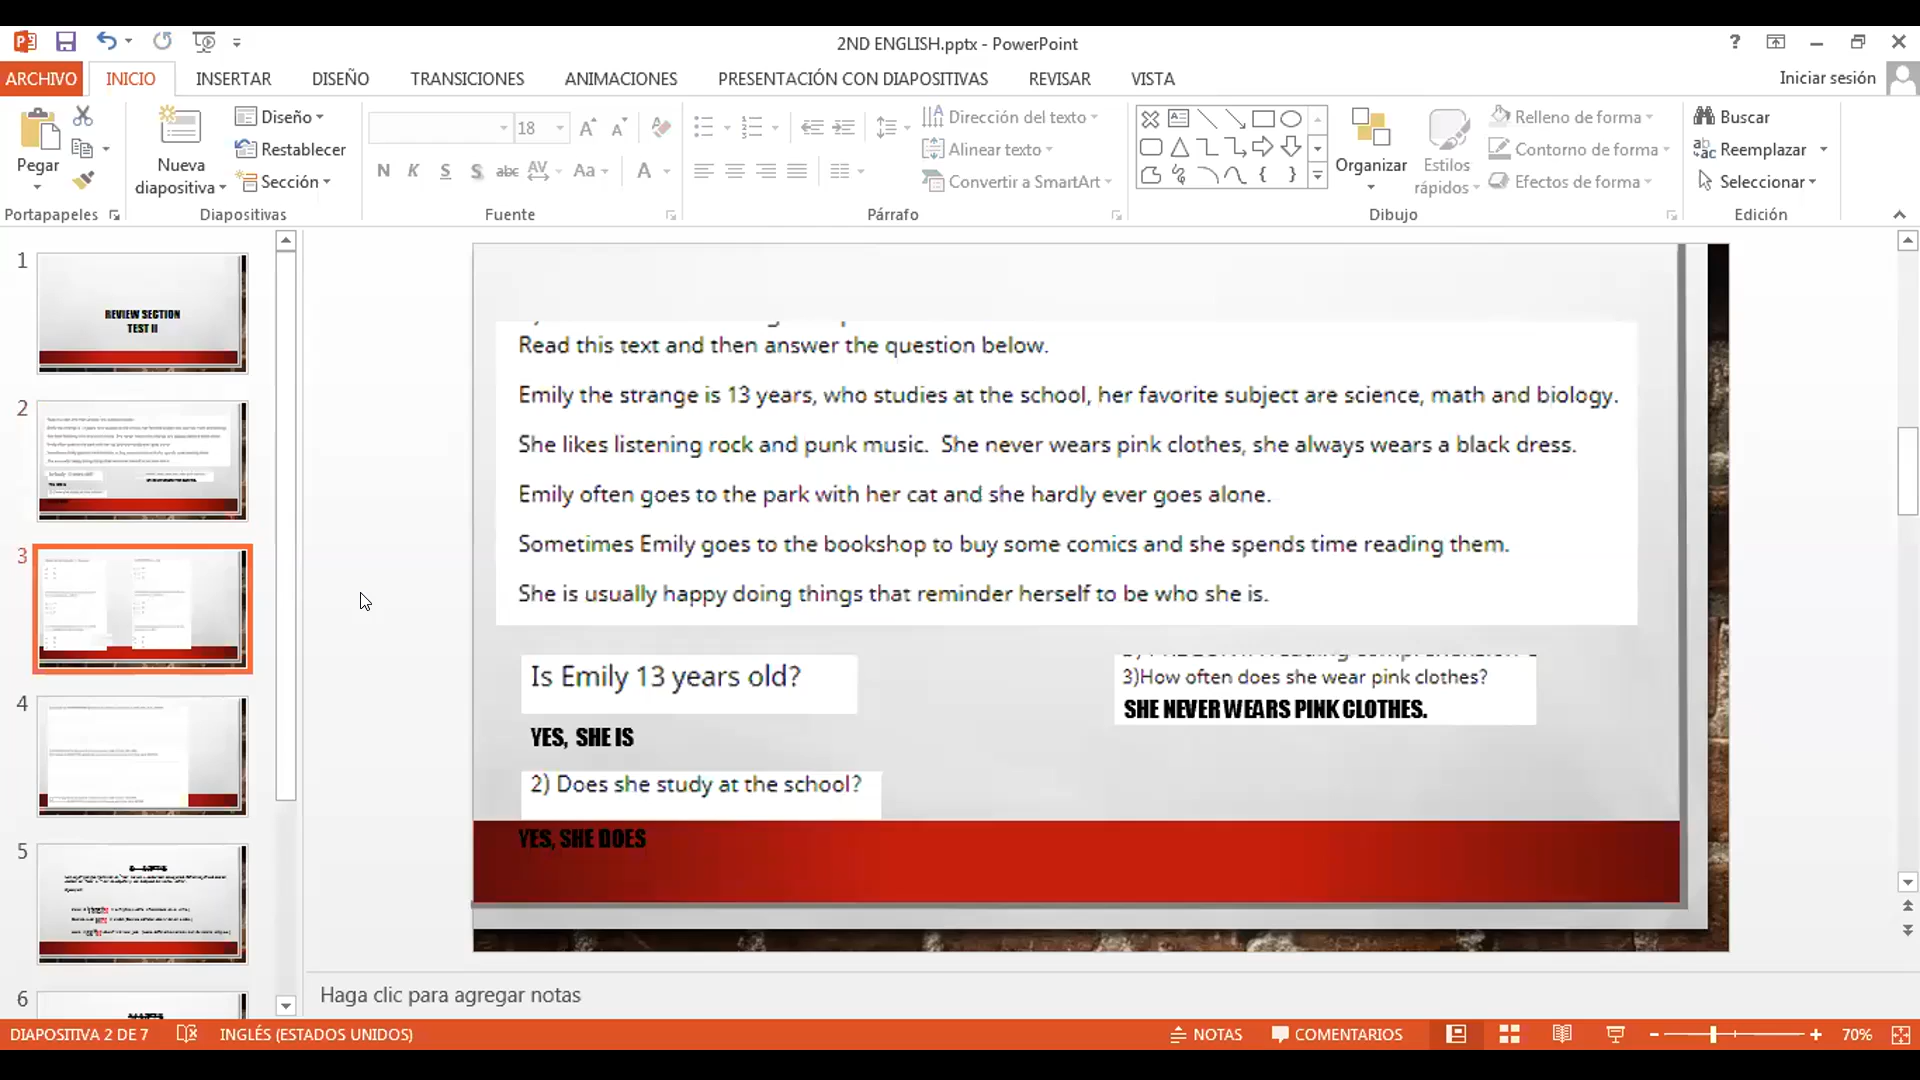 2ND ENGLISH.pptx - PowerPoint
ARCHIVO INICIO INSERTAR DISEÑO TRANSICIONES ANIMACIONES PRESENTACIÓN CON DIAPOSITIVAS REVISAR VISTA Iniciar sesión
Pegar
Nueva diapositiva
Diseño
Restablecer
Sección
18
N K S S abc AV Aa A
Dirección del texto
Alinear texto
Convertir a SmartArt
Organizar
Estilos rápidos
Relleno de forma
Contorno de forma
Efectos de forma
Buscar
Reemplazar
Seleccionar
Portapapeles Diapositivas Fuente Párrafo Dibujo Edición
1
REVIEW SECTION
TEST II
2
3
4
5
6
Read this text and then answer the question below.
Emily the strange is 13 years, who studies at the school, her favorite subject are science, math and biology.
She likes listening rock and punk music. She never wears pink clothes, she always wears a black dress.
Emily often goes to the park with her cat and she hardly ever goes alone.
Sometimes Emily goes to the bookshop to buy some comics and she spends time reading them.
She is usually happy doing things that reminder herself to be who she is.
Is Emily 13 years old?
YES, SHE IS
2) Does she study at the school?
YES, SHE DOES
3)How often does she wear pink clothes?
SHE NEVER WEARS PINK CLOTHES.
Haga clic para agregar notas
DIAPOSITIVA 2 DE 7 INGLÉS (ESTADOS UNIDOS) NOTAS COMENTARIOS 70%